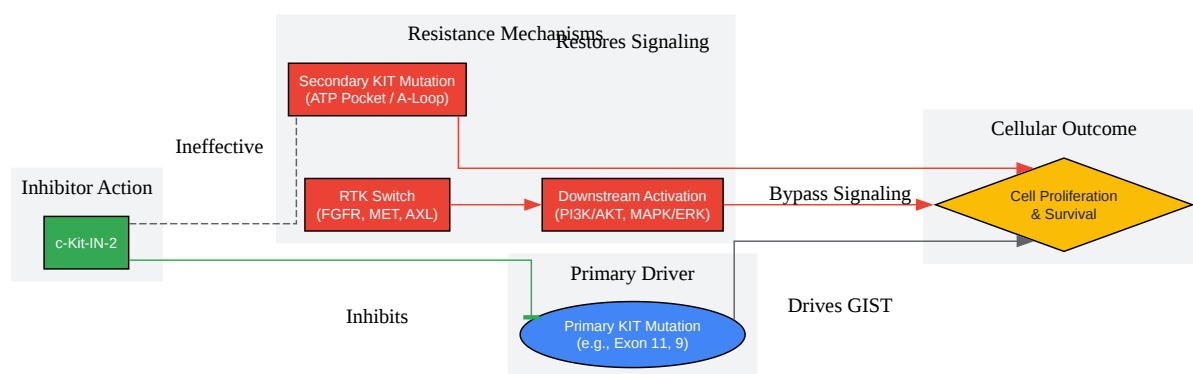 Resistance Mechanisms
Restores Signaling
Secondary KIT Mutation
(ATP Pocket / A-Loop)
Ineffective
Cellular Outcome
Inhibitor Action
RTK Switch
(FGFR, MET, AXL)
Downstream Activation
(PI3K/AKT, MAPK/ERK)
Bypass Signaling
Cell Proliferation
& Survival
c-Kit-IN-2
Primary Driver
Inhibits
Drives GIST
Primary KIT Mutation
(e.g., Exon 11, 9)